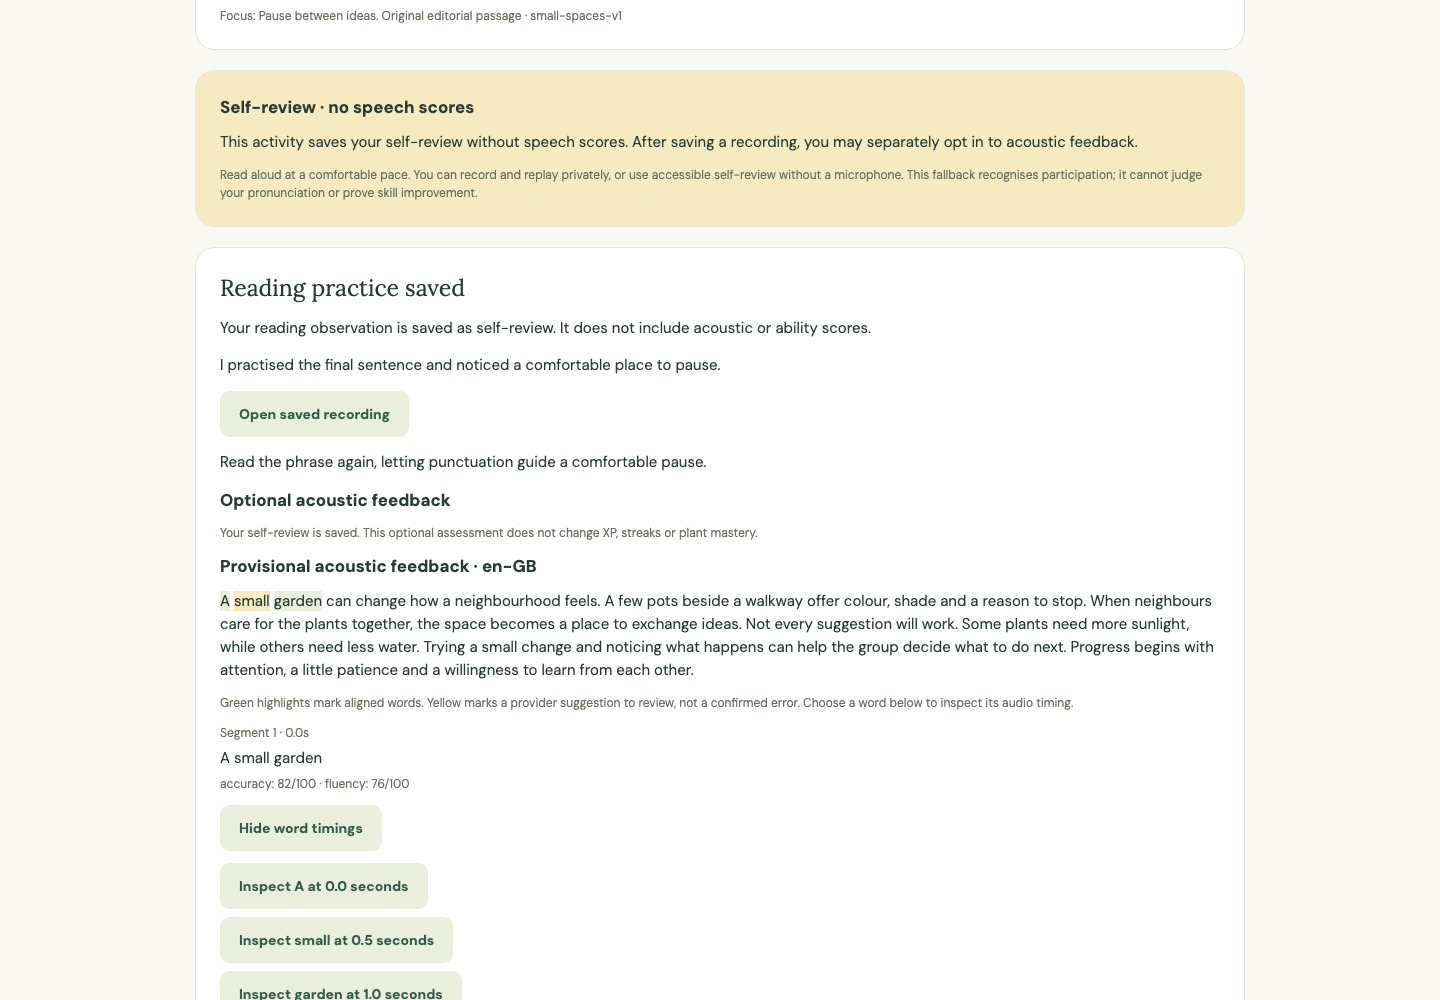 Focus: Pause between ideas. Original editorial passage · small-spaces-v1
Self-review · no speech scores
This activity saves your self-review without speech scores. After saving a recording, you may separately opt in to acoustic feedback.
Read aloud at a comfortable pace. You can record and replay privately, or use accessible self-review without a microphone. This fallback recognises participation; it cannot judge
your pronunciation or prove skill improvement.
Reading practice saved
Your reading observation is saved as self-review. It does not include acoustic or ability scores.
I practised the final sentence and noticed a comfortable place to pause.
Open saved recording
Read the phrase again, letting punctuation guide a comfortable pause.
Optional acoustic feedback
Your self-review is saved. This optional assessment does not change XP, streaks or plant mastery.
Provisional acoustic feedback · en-GB
A small garden can change how a neighbourhood feels. A few pots beside a walkway offer colour, shade and a reason to stop. When neighbours
care for the plants together, the space becomes a place to exchange ideas. Not every suggestion will work. Some plants need more sunlight,
while others need less water. Trying a small change and noticing what happens can help the group decide what to do next. Progress begins with
attention, a little patience and a willingness to learn from each other.
Green highlights mark aligned words. Yellow marks a provider suggestion to review, not a confirmed error. Choose a word below to inspect its audio timing.
Segment 1 · 0.0s
A small garden
accuracy: 82/100 · fluency: 76/100
Hide word timings
Inspect A at 0.0 seconds
Inspect small at 0.5 seconds
Inspect garden at 1.0 seconds